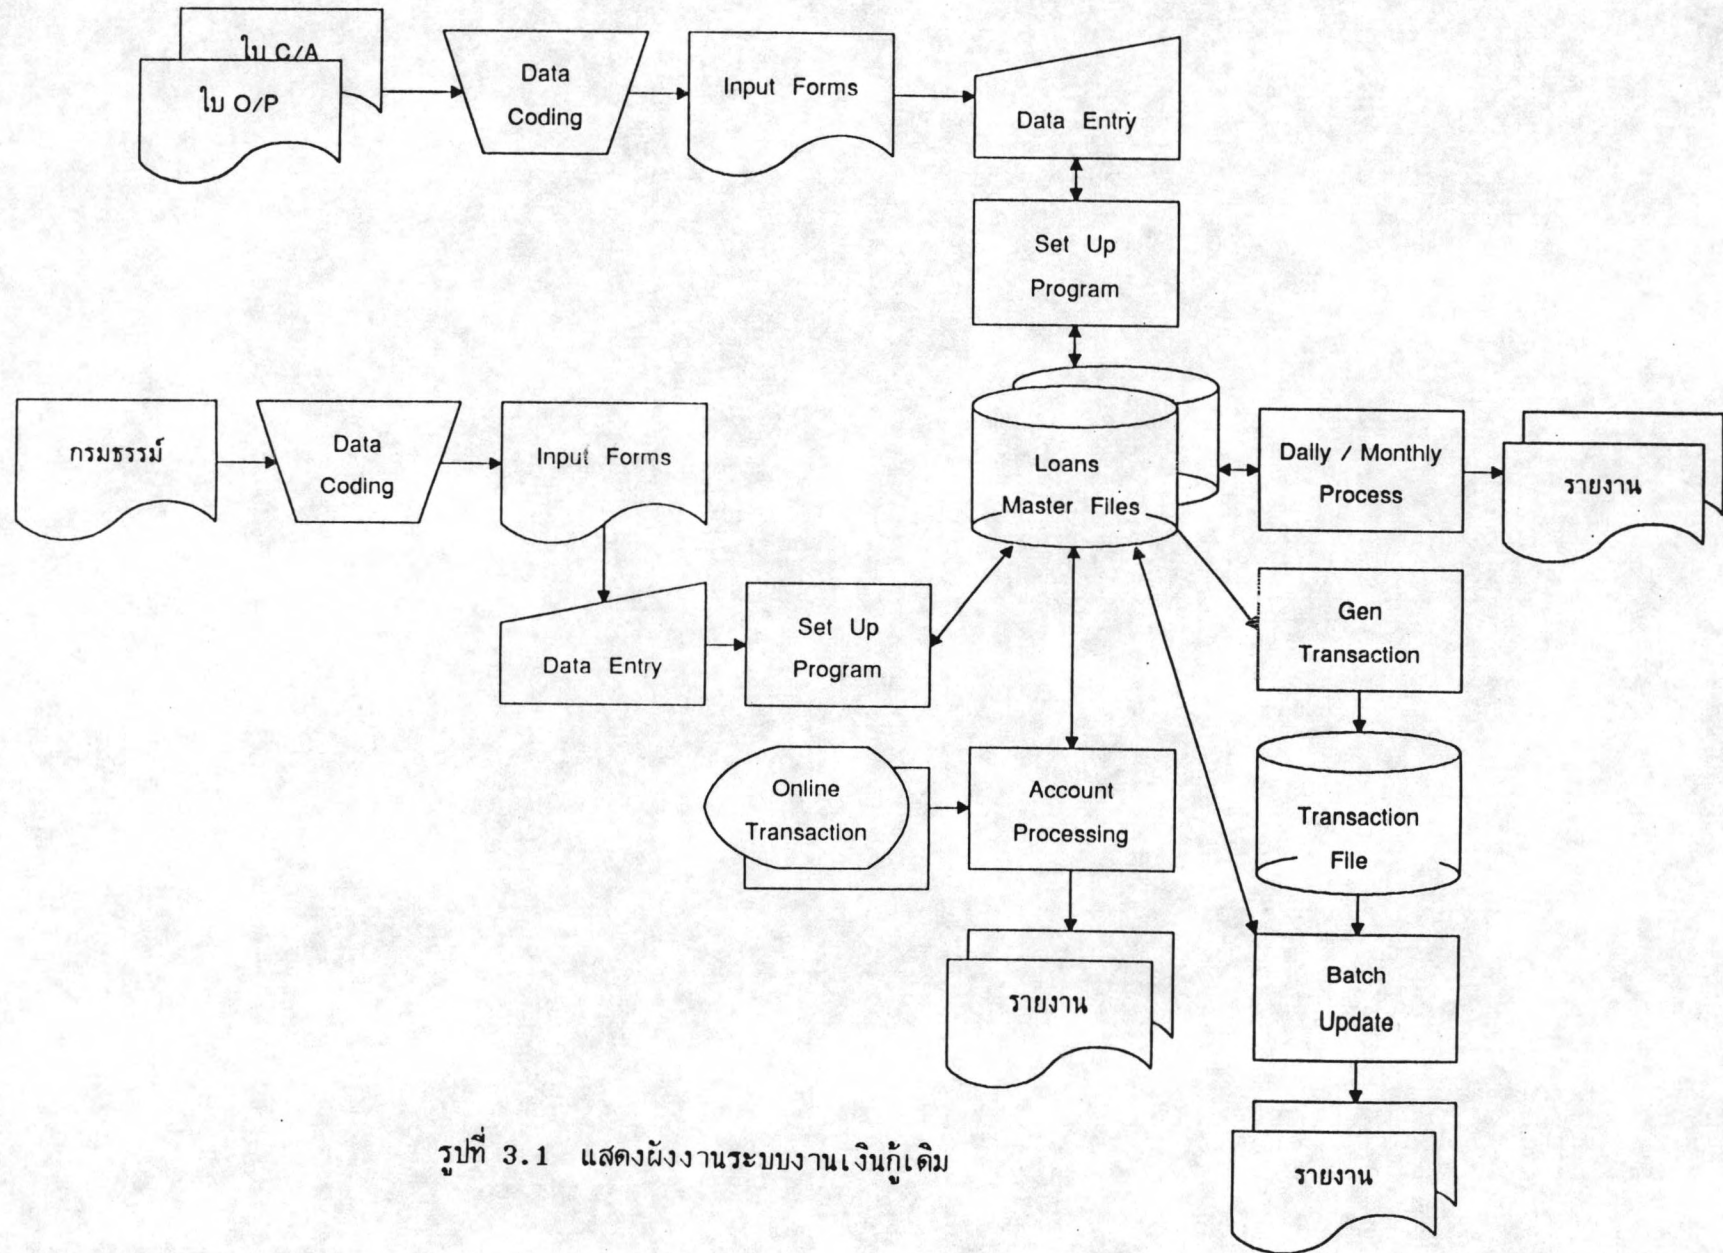 ใบ C/A
ใบ O/P
Data
Coding
Input Forms
Data Entry
Set Up
Program
กรมธรรม์
Data
Coding
Input Forms
Data Entry
Set Up
Program
Loans
Master Files
Daily / Monthly
Process
รายงาน
Gen
Transaction
Transaction
File
Online
Transaction
Account
Processing
รายงาน
Batch
Update
รายงาน
รูปที่ 3.1 แสดงผังงานระบบงานเงินกู้เดิม